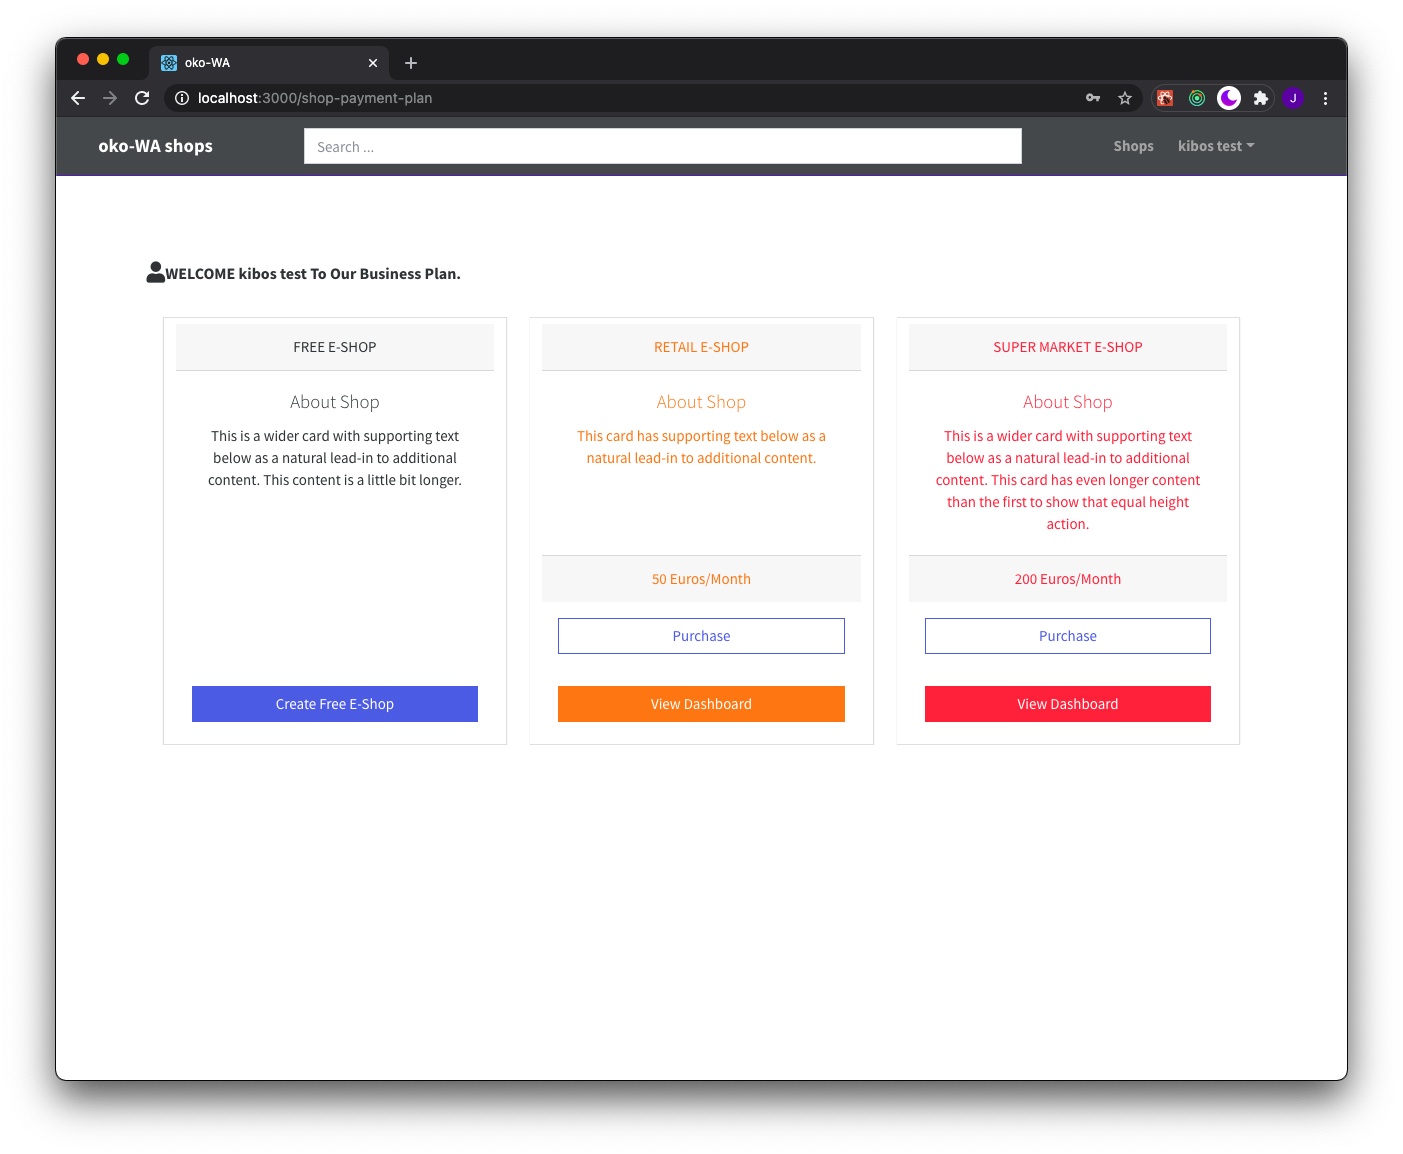 oko-WA
localhost:3000/shop-payment-plan
J
oko-WA shops
Search ...
Shops
kibos test
WELCOME kibos test To Our Business Plan.
FREE E-SHOP
About Shop
This is a wider card with supporting text
below as a natural lead-in to additional
content. This content is a little bit longer.
Create Free E-Shop
RETAIL E-SHOP
About Shop
This card has supporting text below as a
natural lead-in to additional content.
50 Euros/Month
Purchase
View Dashboard
SUPER MARKET E-SHOP
About Shop
This is a wider card with supporting text
below as a natural lead-in to additional
content. This card has even longer content
than the first to show that equal height
action.
200 Euros/Month
Purchase
View Dashboard